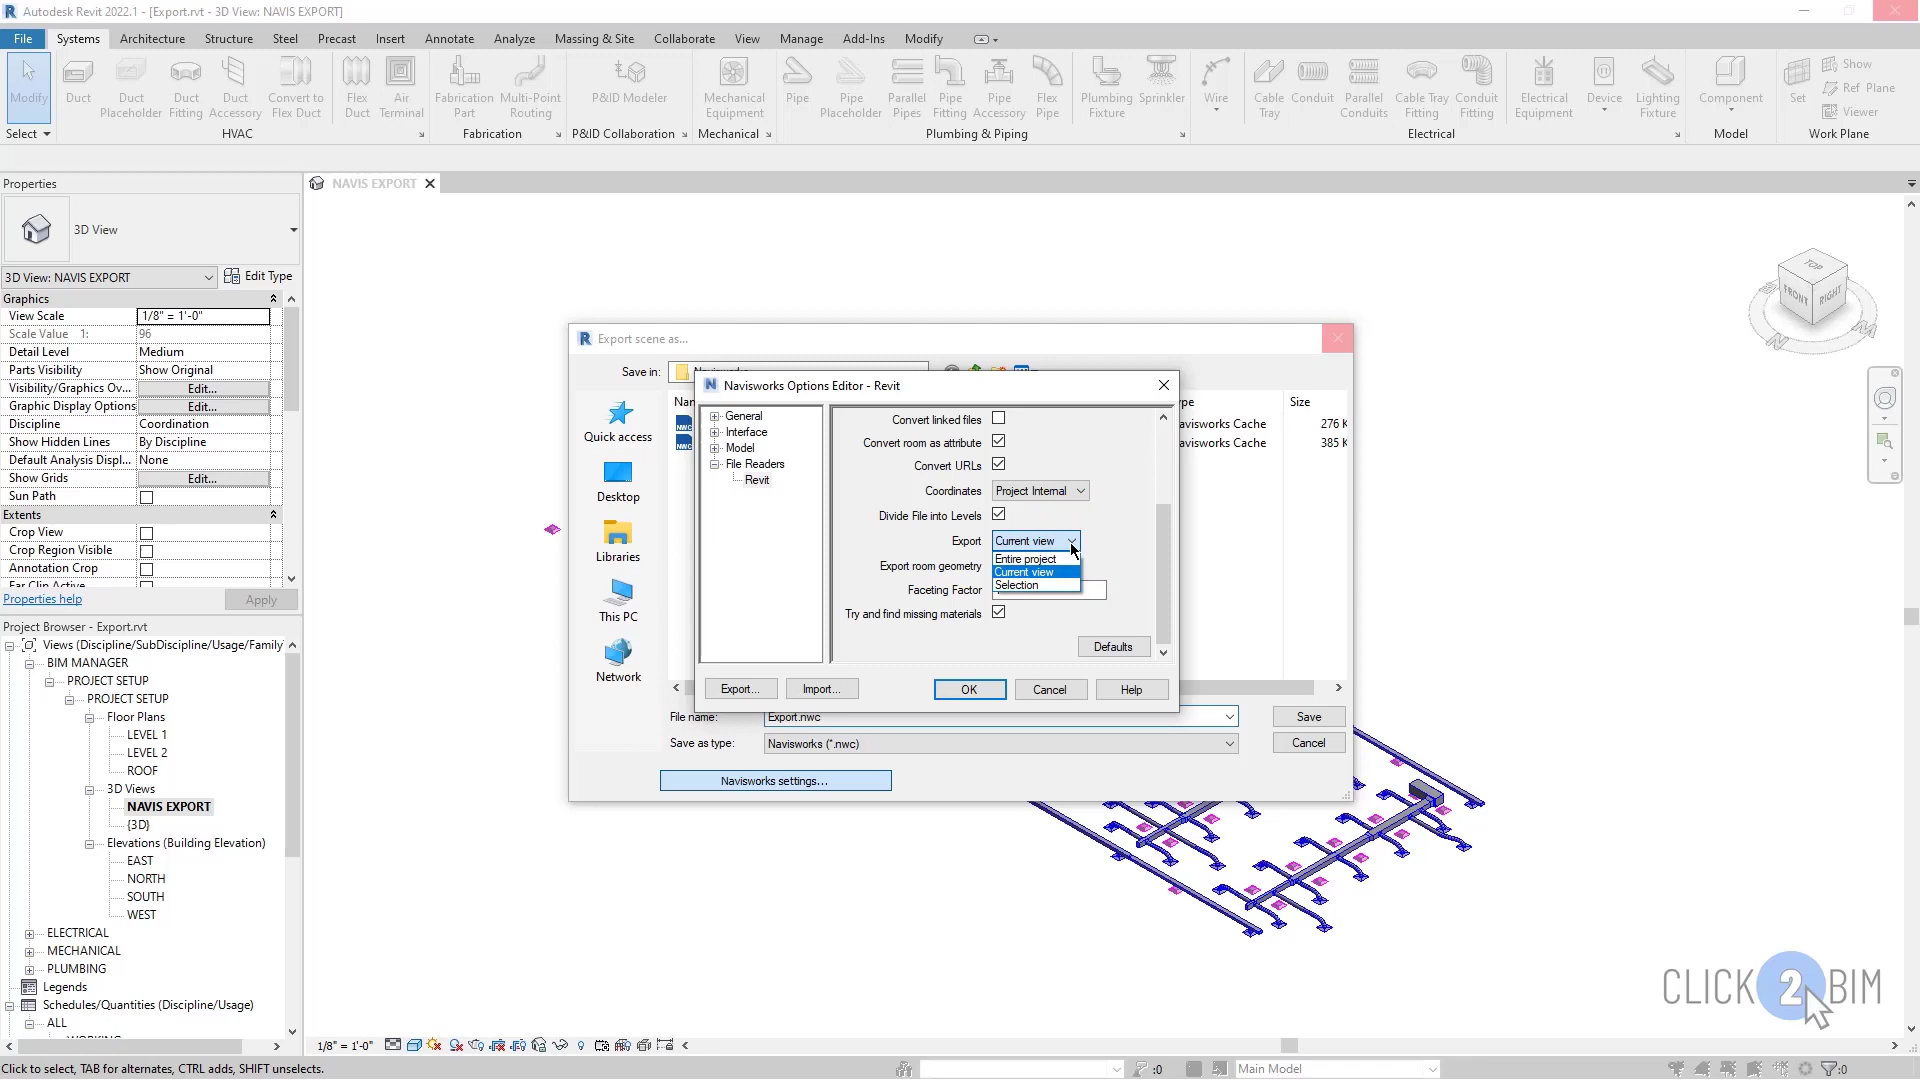 Autodesk Revit 2022.1 - [Export.rvt - 3D View: NAVIS EXPORT]
File Systems Architecture Structure Steel Precast Insert Annotate Analyze Massing & Site Collaborate View Manage Add-Ins Modify
Modify
Duct
Duct Placeholder
Duct Fitting
Duct Accessory
Convert to Flex Duct
Flex Duct
Air Terminal
Fabrication Part
Multi-Point Routing
P&ID Modeler
Mechanical Equipment
Pipe
Pipe Placeholder
Parallel Pipes
Pipe Fitting
Pipe Accessory
Flex Pipe
Plumbing Fixture
Sprinkler
Wire
Cable Tray
Conduit
Parallel Conduits
Cable Tray Fitting
Conduit Fitting
Electrical Equipment
Device
Lighting Fixture
Component
Set
Show
Ref Plane
Viewer
Select HVAC Fabrication P&ID Collaboration Mechanical Plumbing & Piping Electrical Model Work Plane
Properties
NAVIS EXPORT
3D View
3D View: NAVIS EXPORT Edit Type
Graphics
View Scale 1/8" = 1'-0"
Scale Value 1: 96
Detail Level Medium
Parts Visibility Show Original
Visibility/Graphics Ov... Edit...
Graphic Display Options Edit...
Discipline Coordination
Show Hidden Lines By Discipline
Default Analysis Displ... None
Show Grids Edit...
Sun Path
Extents
Crop View
Crop Region Visible
Annotation Crop
Far Clip Active
Properties help Apply
Project Browser - Export.rvt
Views (Discipline/SubDiscipline/Usage/Family
BIM MANAGER
PROJECT SETUP
PROJECT SETUP
Floor Plans
LEVEL 1
LEVEL 2
ROOF
3D Views
NAVIS EXPORT
{3D}
Elevations (Building Elevation)
EAST
NORTH
SOUTH
WEST
ELECTRICAL
MECHANICAL
PLUMBING
Legends
Schedules/Quantities (Discipline/Usage)
ALL
Export scene as...
Save in:
Quick access
Desktop
Libraries
This PC
Network
Size
avisworks Cache 276 K
avisworks Cache 385 K
Navisworks Options Editor - Revit
General
Interface
Model
File Readers
Revit
Convert linked files
Convert room as attribute
Convert URLs
Coordinates Project Internal
Divide File into Levels
Export Current view
Entire project
Current view
Selection
Export room geometry
Faceting Factor
Try and find missing materials
Defaults
Export... Import... OK Cancel Help
File name: Export.nwc Save
Save as type: Navisworks (*.nwc) Cancel
Navisworks settings...
TOP
FRONT
RIGHT
CLICK 2 BIM
1/8" = 1'-0"
Click to select, TAB for alternates, CTRL adds, SHIFT unselects.
:0
Main Model
:0